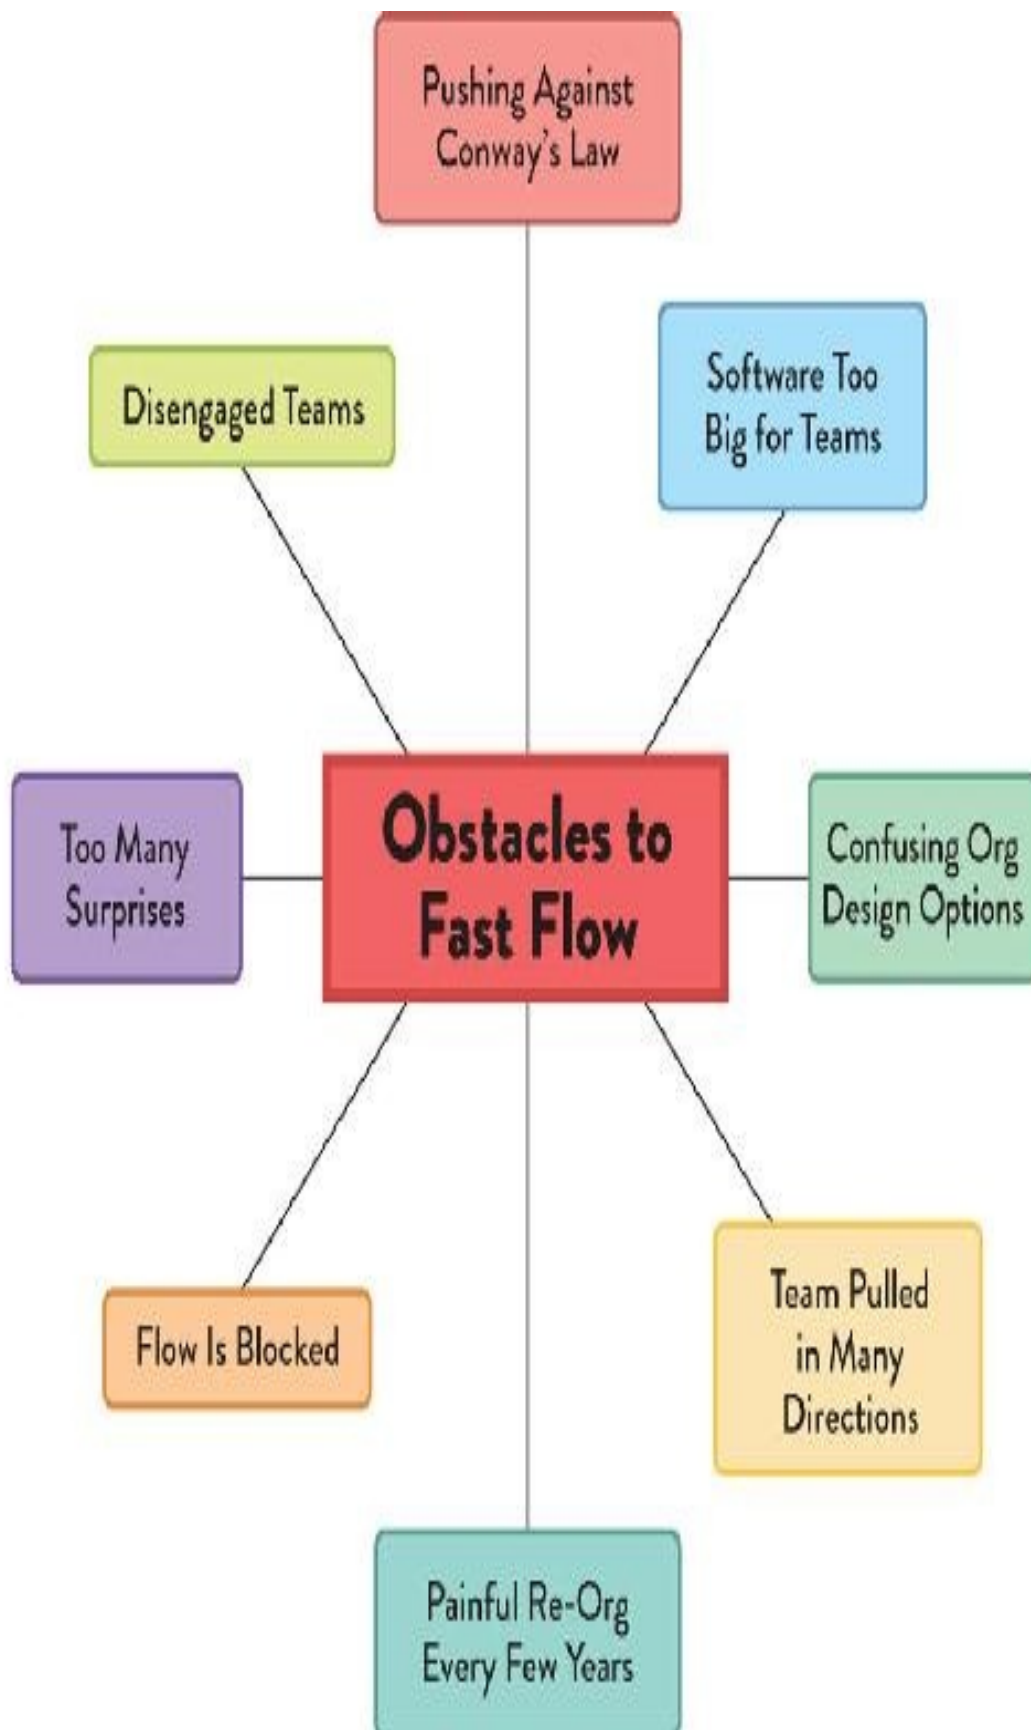 Pushing Against
Conway's Law
Disengaged Teams
Software Too
Big for Teams
Too Many
Surprises
Obstacles to
Fast Flow
Confusing Org
Design Options
Flow Is Blocked
Team Pulled
in Many
Directions
Painful Re-Org
Every Few Years